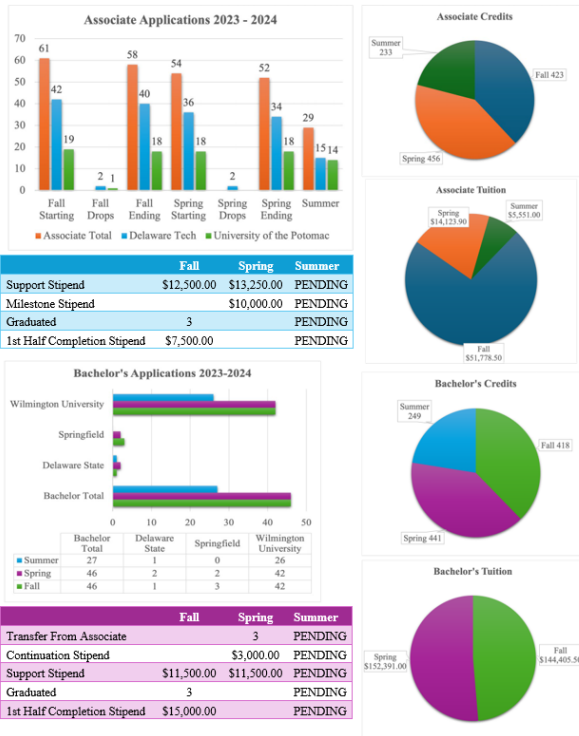 Associate Applications 2023 - 2024
70
60
50
40
30
20
10
0
61
42
19
2
1
58
40
18
54
36
18
2
52
34
18
29
15
14
Fall Starting
Fall Drops
Fall Ending
Spring Starting
Spring Drops
Spring Ending
Summer
Associate Total Delaware Tech University of the Potomac
Associate Credits
Summer
233
Fall 423
Spring 456
Associate Tuition
Spring
$14,123.90
Summer
$5,551.00
Fall
$51,778.50
Fall Spring Summer
Support Stipend $12,500.00 $13,250.00 PENDING
Milestone Stipend $10,000.00 PENDING
Graduated 3 PENDING
1st Half Completion Stipend $7,500.00 PENDING
Bachelor's Applications 2023-2024
Wilmington University
Springfield
Delaware State
Bachelor Total
0 10 20 30 40 50
Bachelor Total Delaware State Springfield Wilmington University
Summer 27 1 0 26
Spring 46 2 2 42
Fall 46 1 3 42
Bachelor's Credits
Summer
249
Fall 418
Spring 441
Bachelor's Tuition
Spring
$152,391.00
Fall
$144,405.50
Fall Spring Summer
Transfer From Associate 3 PENDING
Continuation Stipend $3,000.00 PENDING
Support Stipend $11,500.00 $11,500.00 PENDING
Graduated 3 PENDING
1st Half Completion Stipend $15,000.00 PENDING